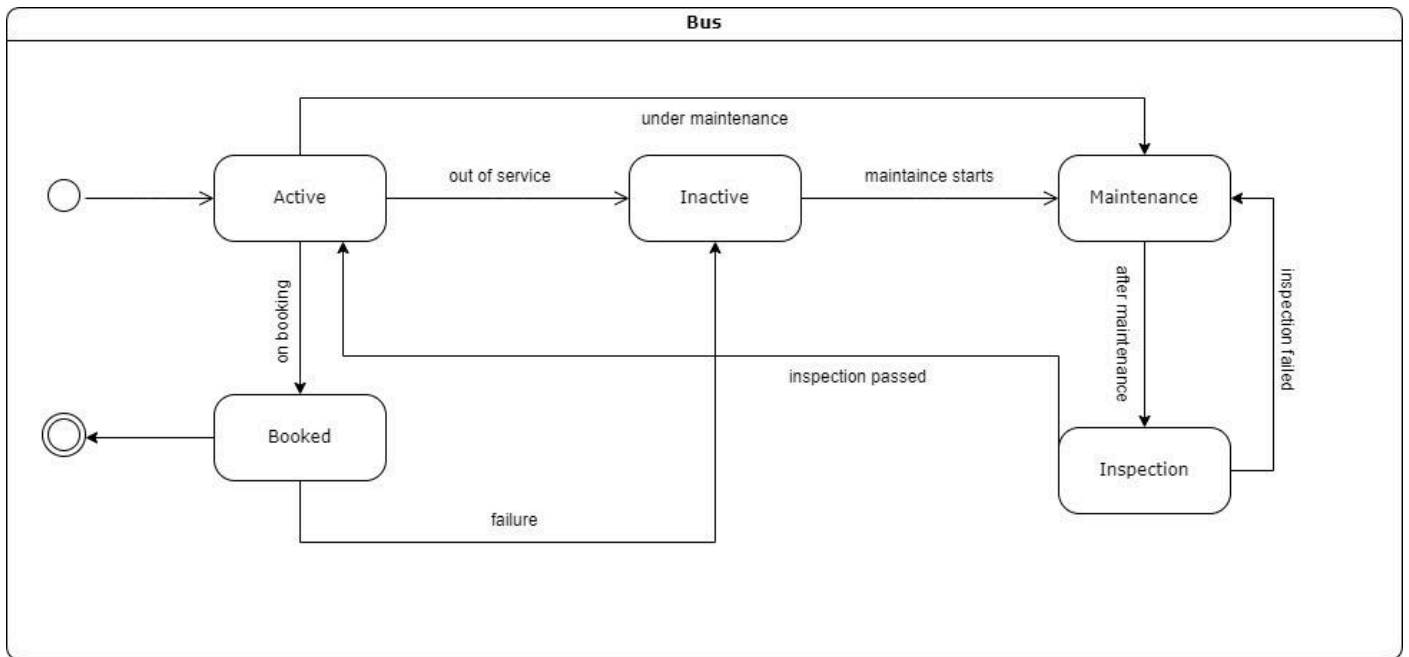 Bus
under maintenance
Active
out of service
Inactive
maintaince starts
Maintenance
on booking
after maintenance
inspection failed
inspection passed
Booked
Inspection
failure